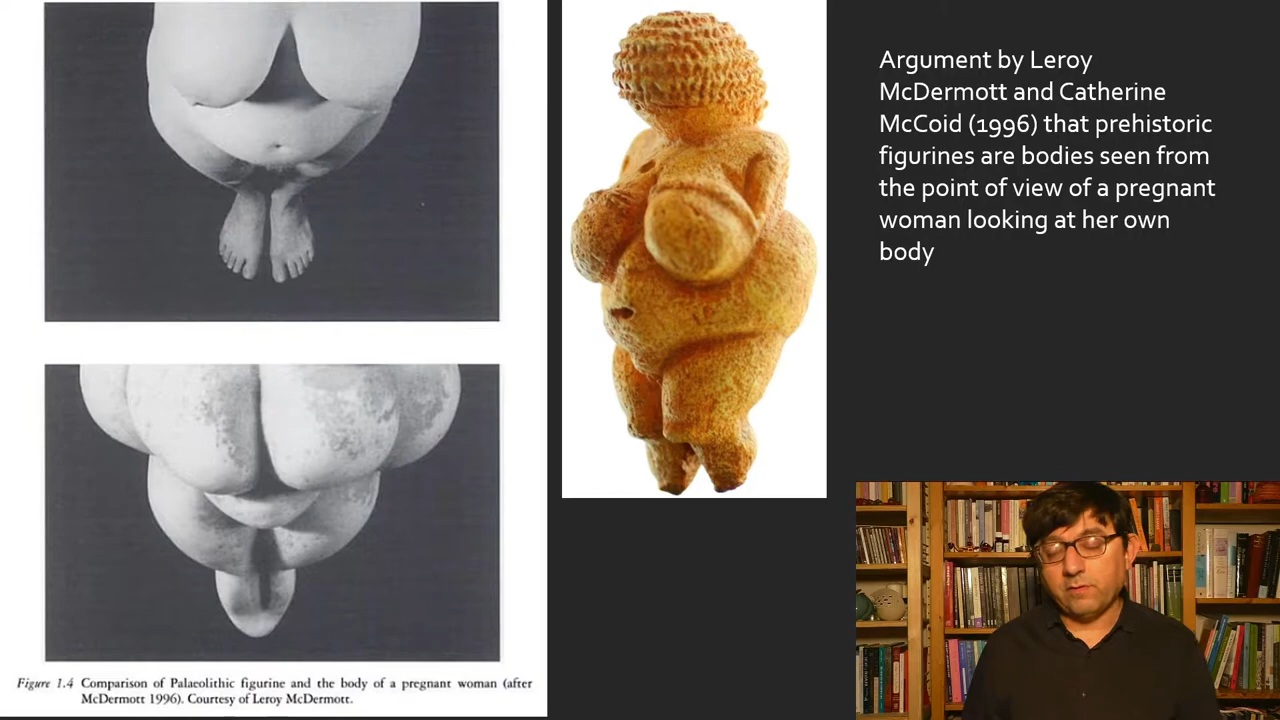 Argument by Leroy
McDermott and Catherine
McCoid (1996) that prehistoric
figurines are bodies seen from
the point of view of a pregnant
woman looking at her own
body
Figure 1.4 Comparison of Palaeolithic figurine and the body of a pregnant woman (after
McDermott 1996). Courtesy of Leroy McDermott.